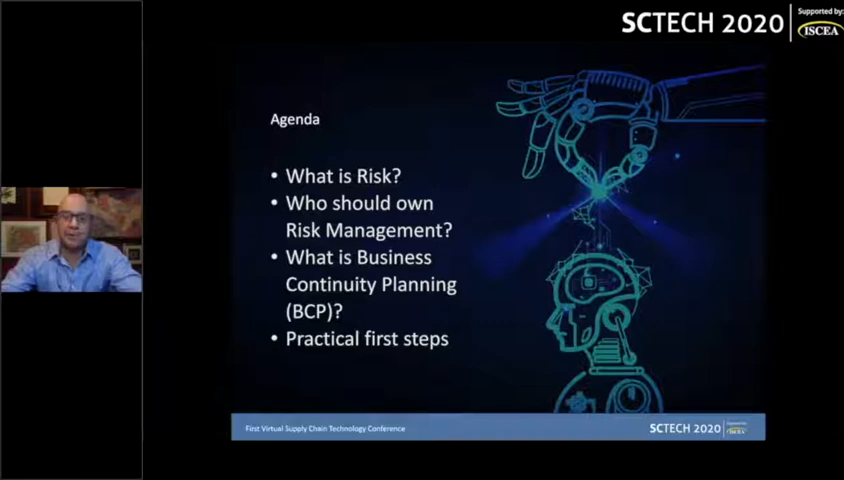 SCTECH 2020
Supported by:
ISCEA
Agenda
• What is Risk?
• Who should own
Risk Management?
• What is Business
Continuity Planning
(BCP)?
• Practical first steps
First Virtual Supply Chain Technology Conference
SCTECH 2020
ISCEA